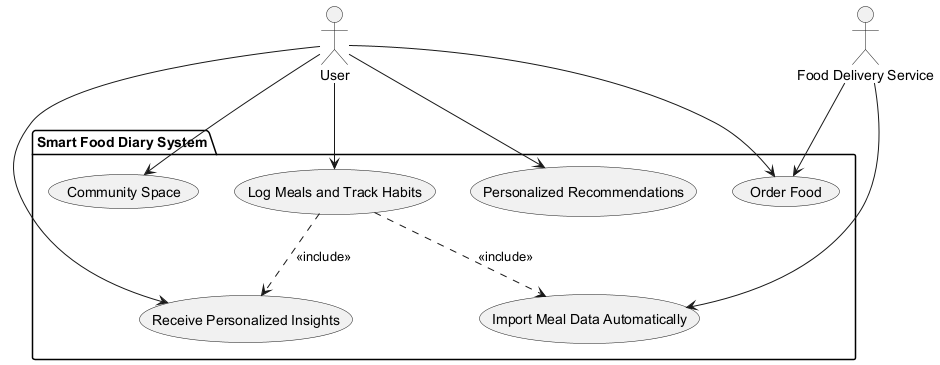 User
Food Delivery Service
Smart Food Diary System
Community Space
Log Meals and Track Habits
Personalized Recommendations
Order Food
«include»
«include»
Receive Personalized Insights
Import Meal Data Automatically